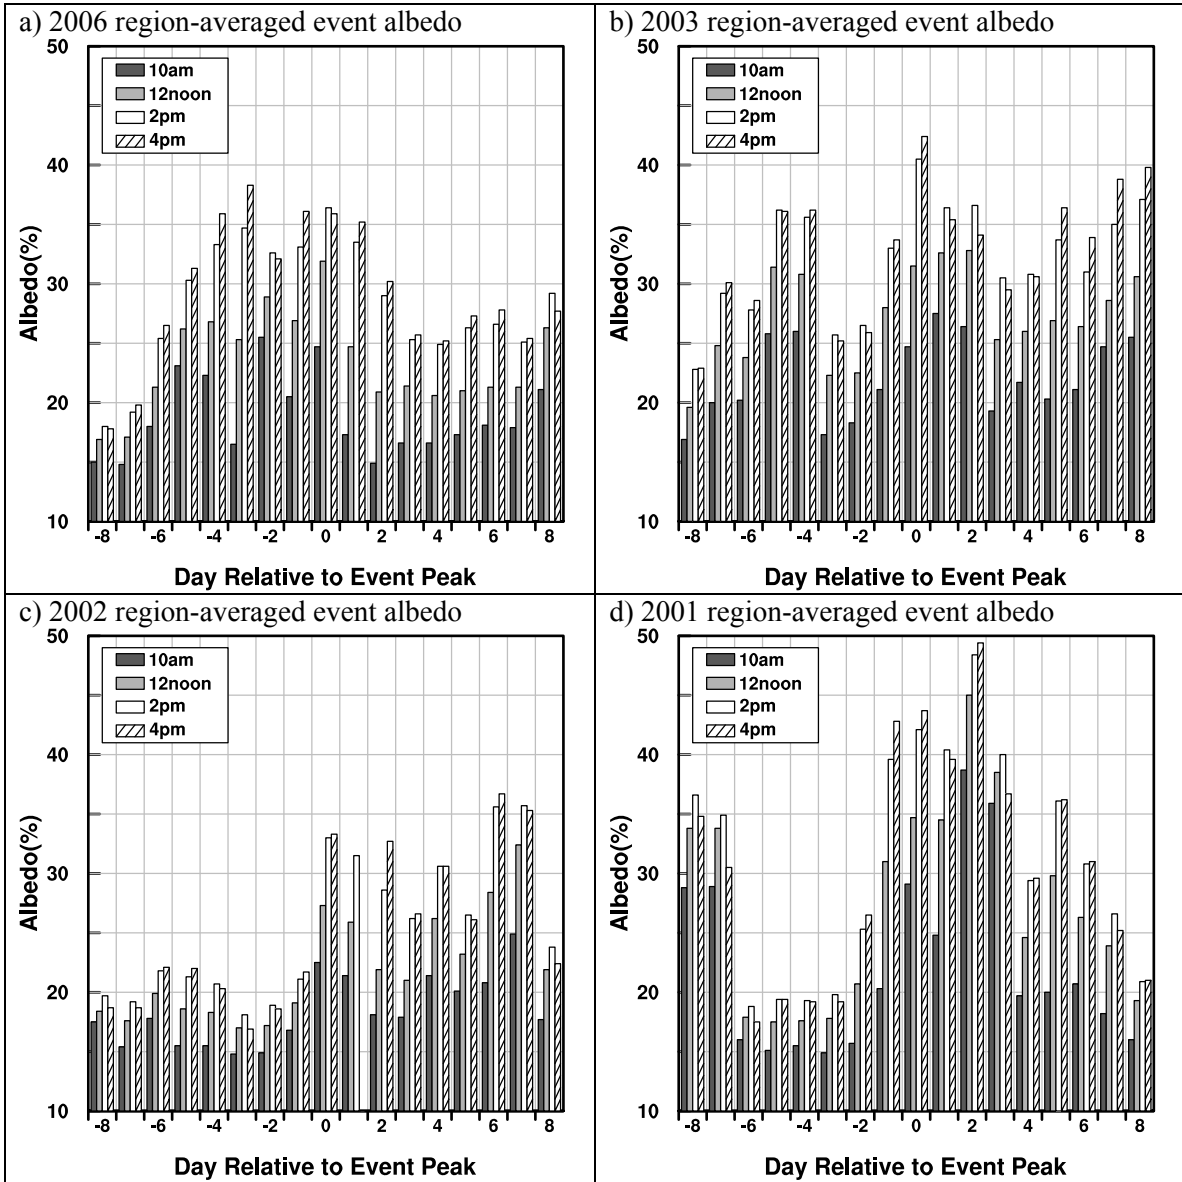 a) 2006 region-averaged event albedo
50
40
30
20
10
Albedo(%)
10am
12noon
2pm
4pm
-8 -6 -4 -2 0 2 4 6 8
Day Relative to Event Peak
b) 2003 region-averaged event albedo
50
40
30
20
10
Albedo(%)
10am
12noon
2pm
4pm
-8 -6 -4 -2 0 2 4 6 8
Day Relative to Event Peak
c) 2002 region-averaged event albedo
50
40
30
20
10
Albedo(%)
10am
12noon
2pm
4pm
-8 -6 -4 -2 0 2 4 6 8
Day Relative to Event Peak
d) 2001 region-averaged event albedo
50
40
30
20
10
Albedo(%)
10am
12noon
2pm
4pm
-8 -6 -4 -2 0 2 4 6 8
Day Relative to Event Peak